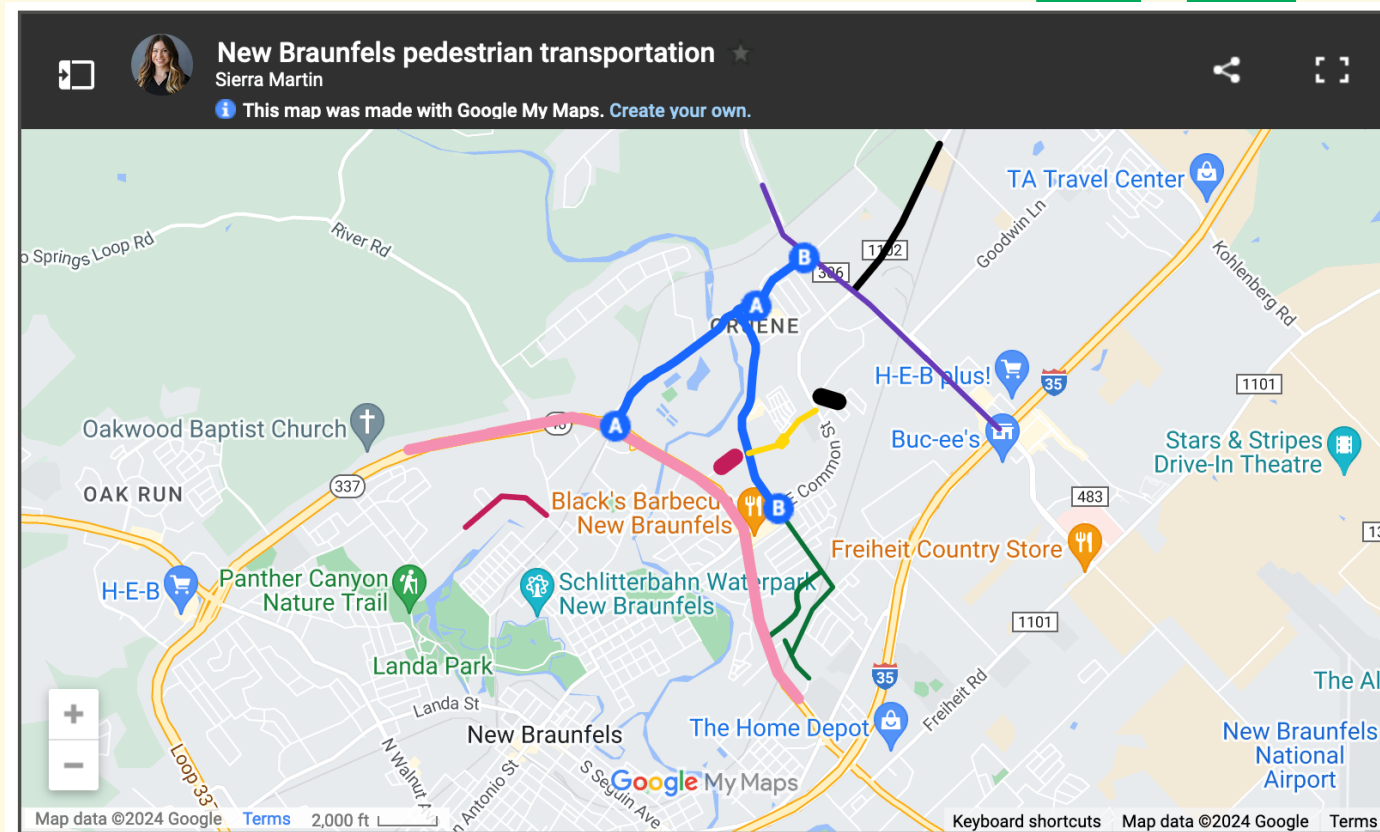 New Braunfels pedestrian transportation
Sierra Martin
This map was made with Google My Maps. Create your own.
TA Travel Center
1102
Goodwin Ln
River Rd
Springs Loop Rd
Kohlenberg Rd
B
A
GRUENE
H-E-B plus!
35
1101
A
Oakwood Baptist Church
Buc-ee's
Stars & Stripes
Drive-In Theatre
E Common St
337
OAK RUN
483
Black's Barbecue
New Braunfels
B
Freiheit Country Store
H-E-B
Panther Canyon
Nature Trail
Schlitterbahn Waterpark
New Braunfels
1101
Landa Park
35
The Al
Landa St
Freiheit Rd
New Braunfels
The Home Depot
New Braunfels
National
Airport
N Walnut A
Antonio St
S Seguin Ave
Google My Maps
Loop 337
Map data ©2024 Google Terms 2,000 ft
Keyboard shortcuts Map data ©2024 Google Terms